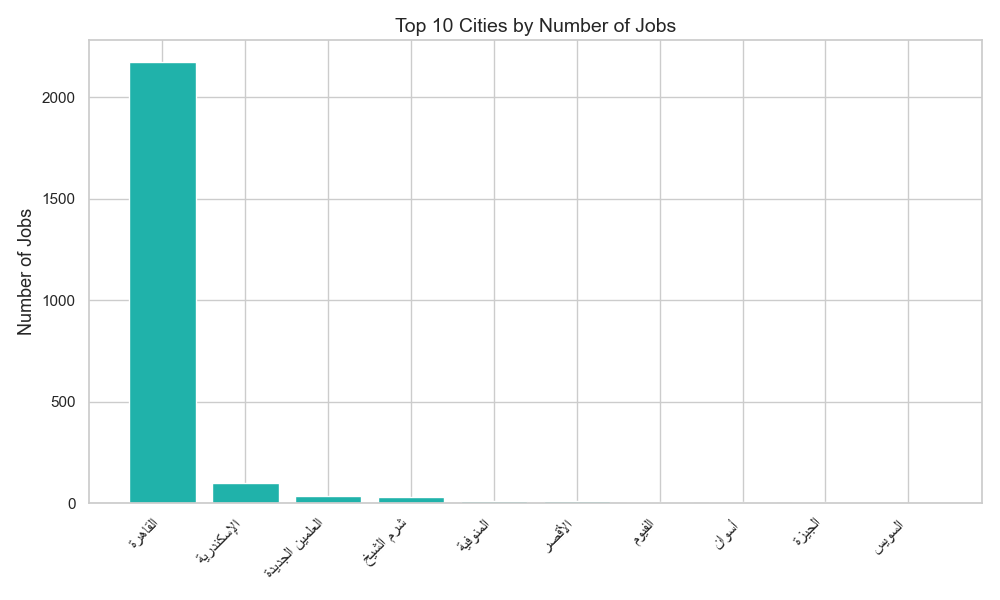 Top 10 Cities by Number of Jobs
Number of Jobs
2000
1500
1000
500
0
القاهرة
الإسكندرية
العلمين الجديدة
شرم الشيخ
المنوفية
الأقصر
الفيوم
أسوان
الجيزة
السويس